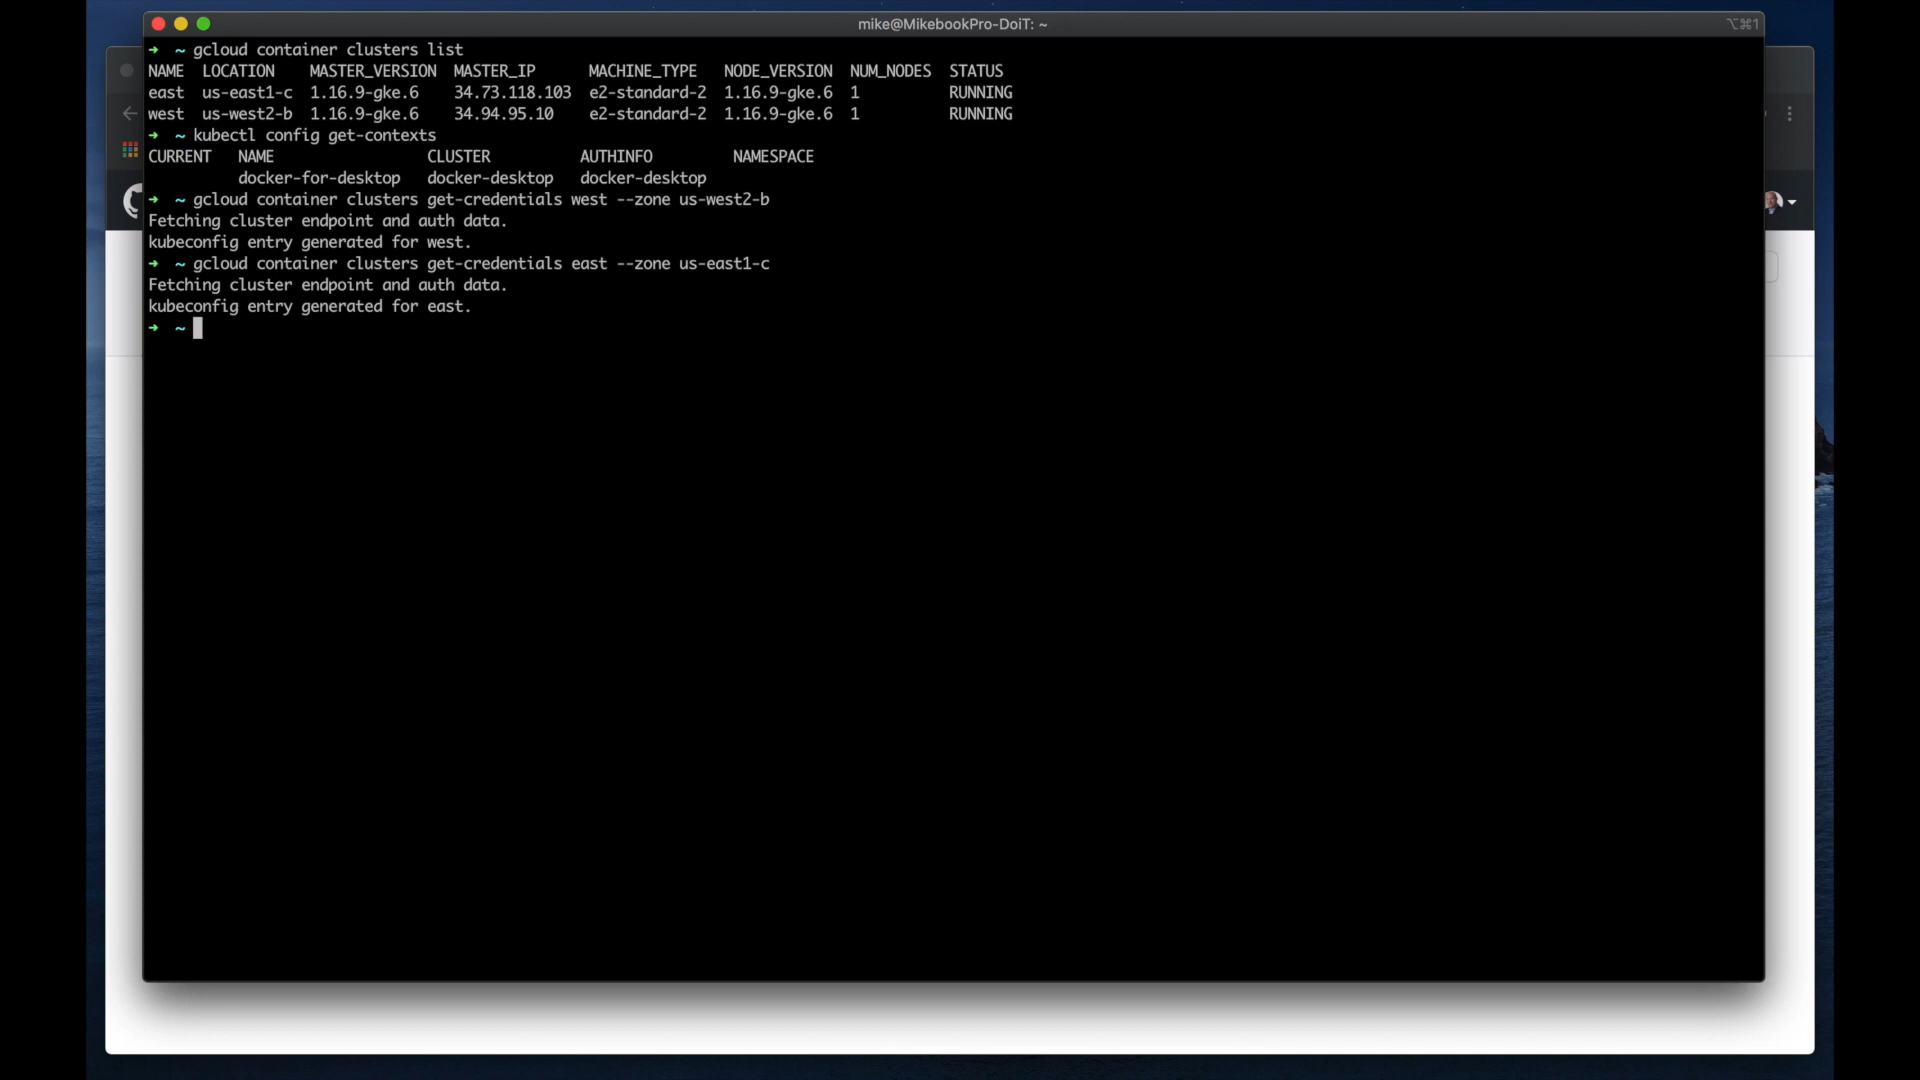 mike@MikebookPro-DoiT: ~
⌥⌘1
➜ ~ gcloud container clusters list
NAME LOCATION MASTER_VERSION MASTER_IP MACHINE_TYPE NODE_VERSION NUM_NODES STATUS
east us-east1-c 1.16.9-gke.6 34.73.118.103 e2-standard-2 1.16.9-gke.6 1 RUNNING
west us-west2-b 1.16.9-gke.6 34.94.95.10 e2-standard-2 1.16.9-gke.6 1 RUNNING
➜ ~ kubectl config get-contexts
CURRENT NAME CLUSTER AUTHINFO NAMESPACE
docker-for-desktop docker-desktop docker-desktop
➜ ~ gcloud container clusters get-credentials west --zone us-west2-b
Fetching cluster endpoint and auth data.
kubeconfig entry generated for west.
➜ ~ gcloud container clusters get-credentials east --zone us-east1-c
Fetching cluster endpoint and auth data.
kubeconfig entry generated for east.
➜ ~